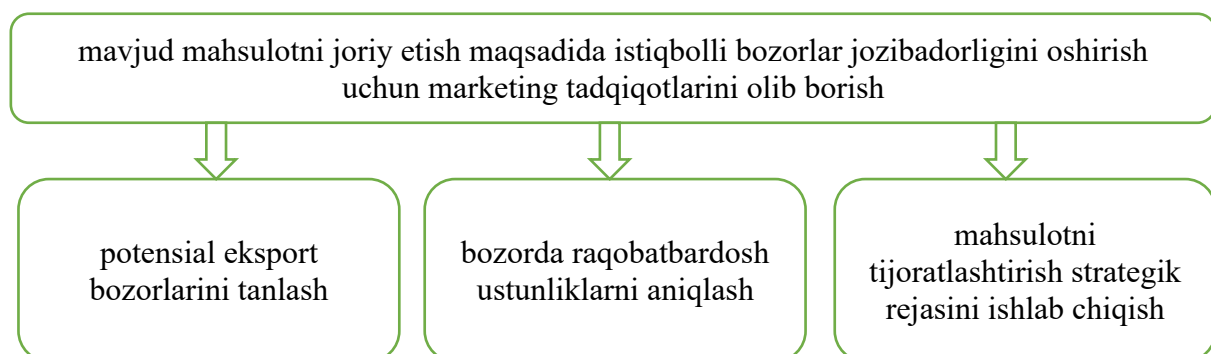 mavjud mahsulotni joriy etish maqsadida istiqbolli bozorlar jozibadorligini oshirish
uchun marketing tadqiqotlarini olib borish
potensial eksport
bozorlarini tanlash
bozorda raqobatbardosh
ustunliklarni aniqlash
mahsulotni
tijoratlashtirish strategik
rejasini ishlab chiqish